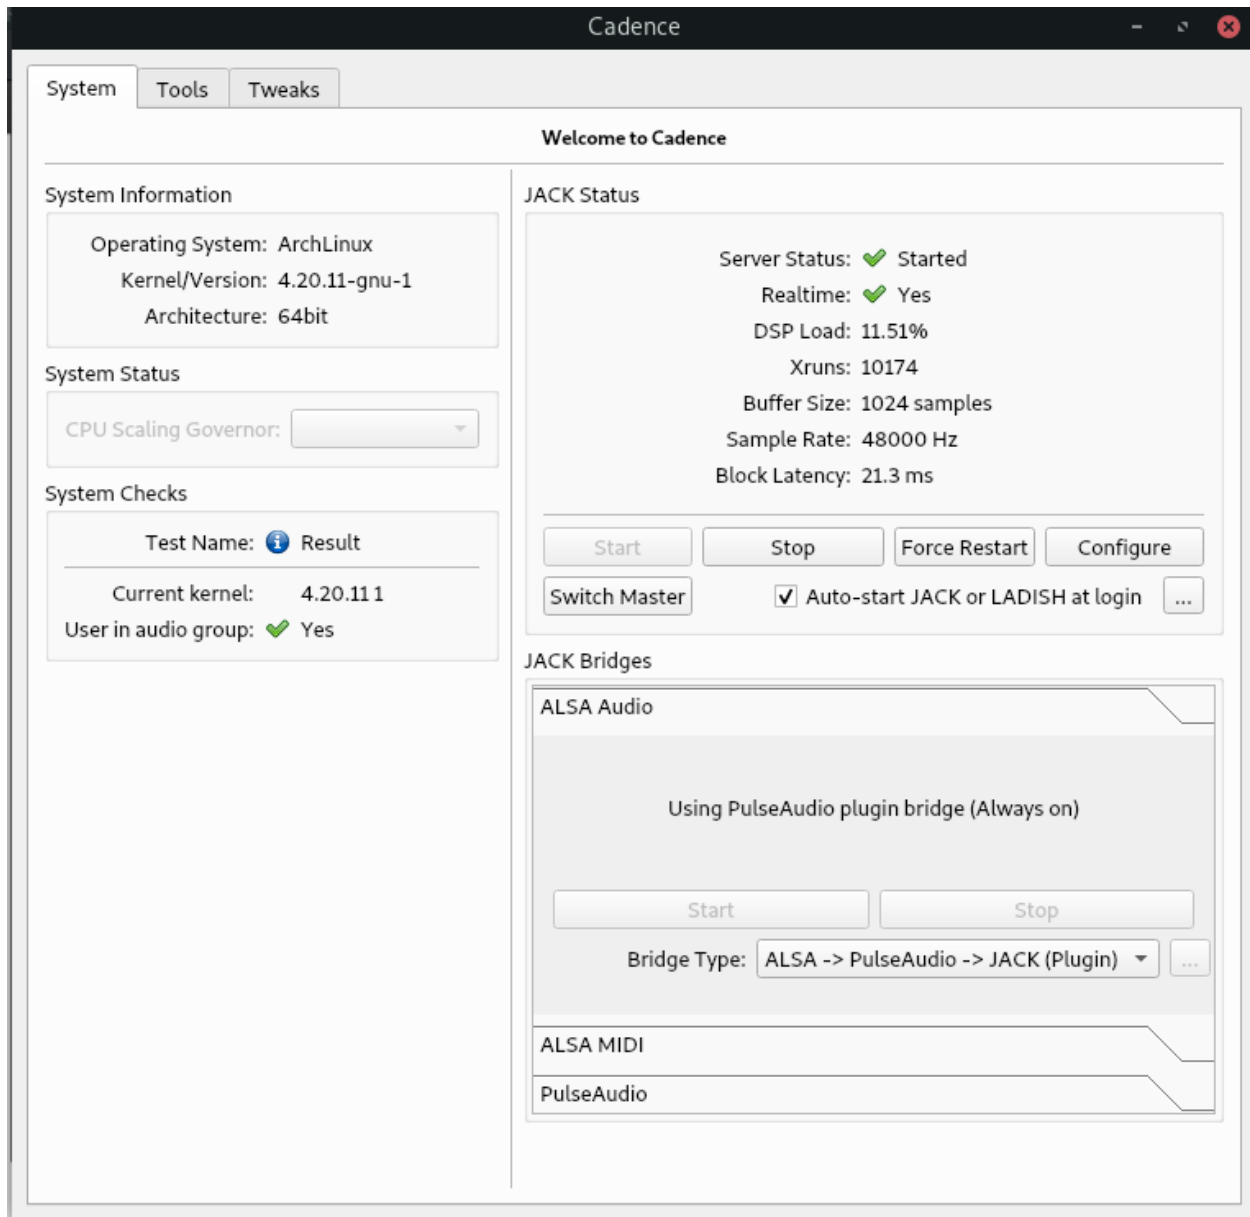 Cadence
System Tools Tweaks
Welcome to Cadence
System Information
Operating System: ArchLinux
Kernel/Version: 4.20.11-gnu-1
Architecture: 64bit
System Status
CPU Scaling Governor:
System Checks
Test Name: Result
Current kernel: 4.20.11 1
User in audio group: Yes
JACK Status
Server Status: Started
Realtime: Yes
DSP Load: 11.51%
Xruns: 10174
Buffer Size: 1024 samples
Sample Rate: 48000 Hz
Block Latency: 21.3 ms
Start Stop Force Restart Configure
Switch Master Auto-start JACK or LADISH at login ...
JACK Bridges
ALSA Audio
Using PulseAudio plugin bridge (Always on)
Start Stop
Bridge Type: ALSA -> PulseAudio -> JACK (Plugin) ...
ALSA MIDI
PulseAudio